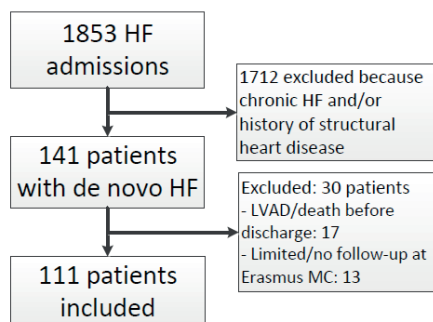 1853 HF
admissions
1712 excluded because
chronic HF and/or
history of structural
heart disease
141 patients
with de novo HF
Excluded: 30 patients
- LVAD/death before
discharge: 17
- Limited/no follow-up at
Erasmus MC: 13
111 patients
included